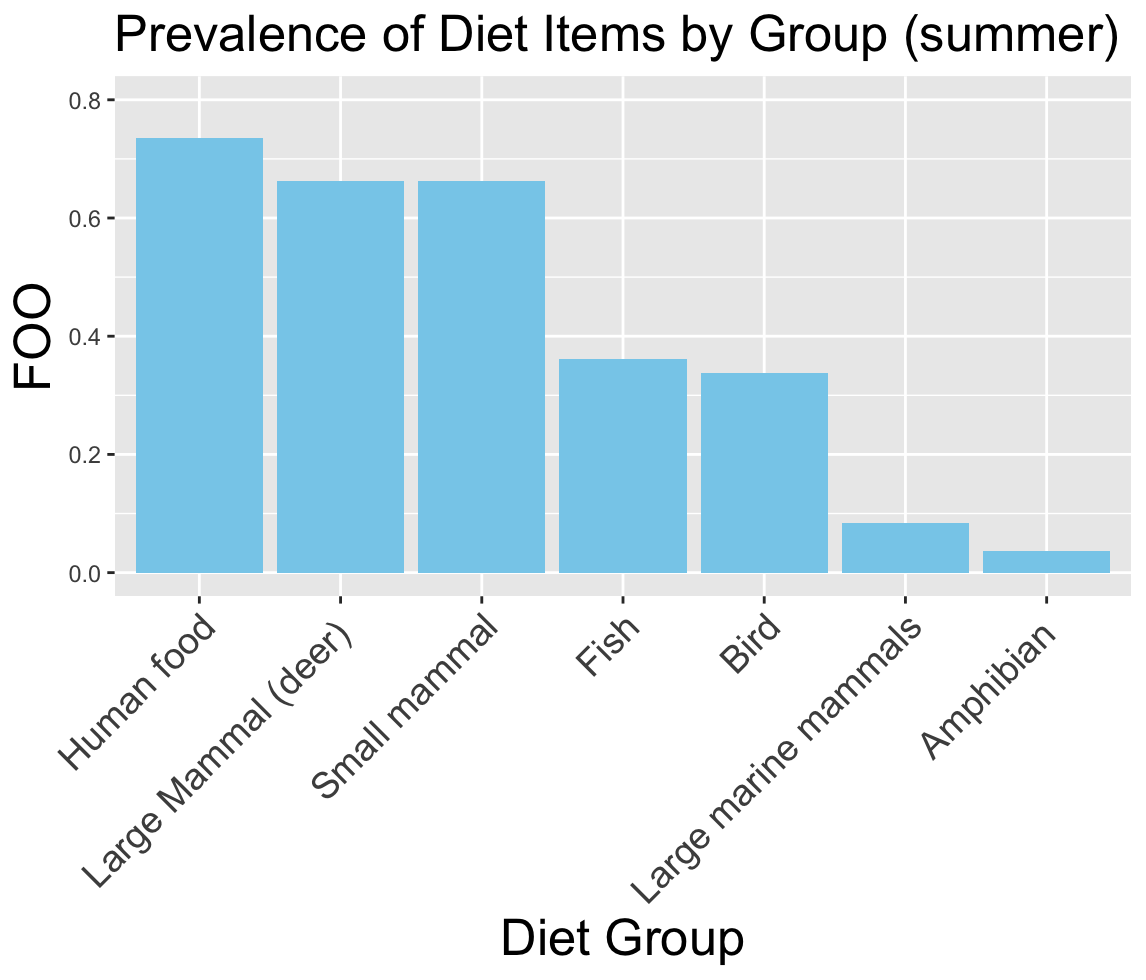 Prevalence of Diet Items by Group (summer)
FOO
0.8
0.6
0.4
0.2
0.0
Human food
Large Mammal (deer)
Small mammal
Fish
Bird
Large marine mammals
Amphibian
Diet Group